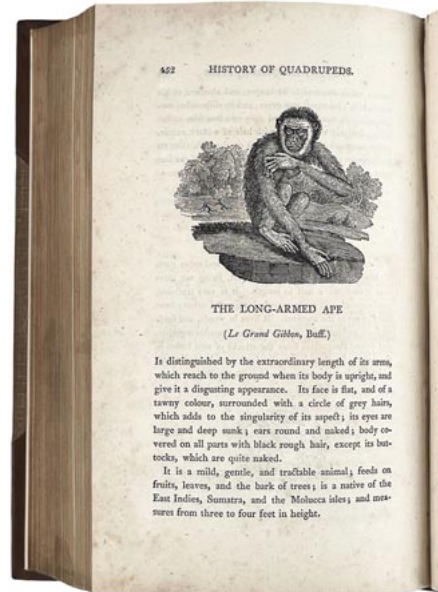 452 HISTORY OF QUADRUPEDS.
THE LONG-ARMED APE
(Le Grand Gibbon, Buff.)
Is distinguished by the extraordinary length of its arms,
which reach to the ground when its body is upright, and
give it a disgusting appearance. Its face is flat, and of a
tawny colour, surrounded with a circle of grey hairs,
which adds to the singularity of its aspect; its eyes are
large and deep sunk; ears round and naked; body co-
vered on all parts with black rough hair, except its but-
tocks, which are quite naked.
It is a mild, gentle, and tractable animal; feeds on
fruits, leaves, and the bark of trees; is a native of the
East Indies, Sumatra, and the Molucca isles; and mea-
sures from three to four feet in height.